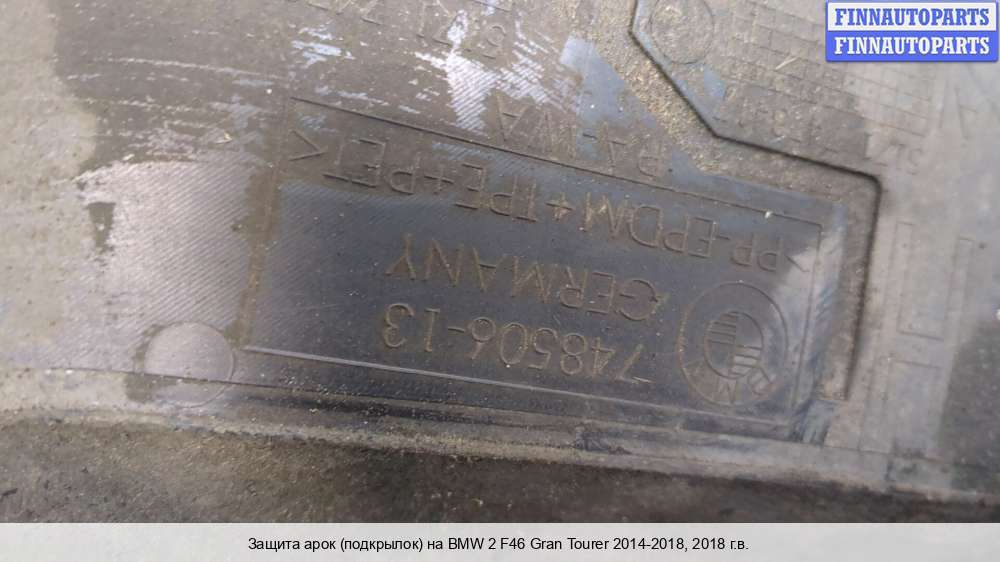 FINNAUTOPARTS
FINNAUTOPARTS
748506-13
GERMANY
>PP-EPDM+TPE+PET<
BMW
Защита арок (подкрылок) на BMW 2 F46 Gran Tourer 2014-2018, 2018 г.в.